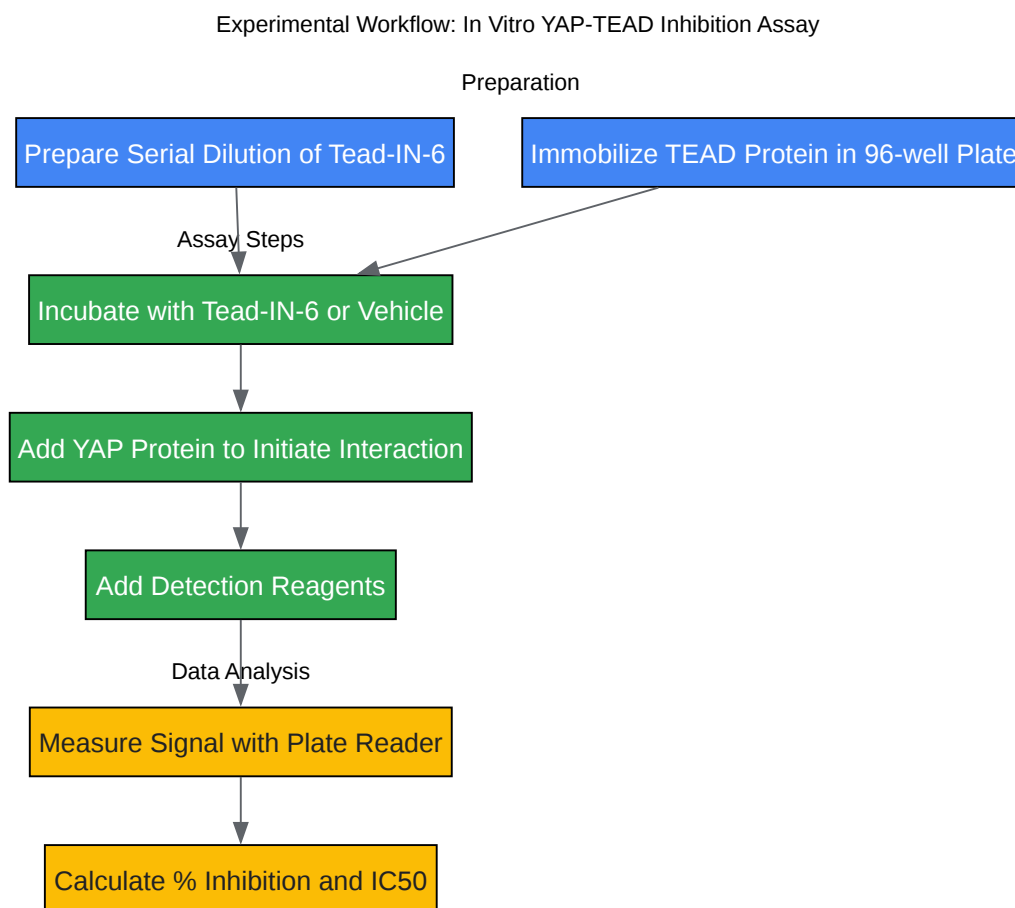 Experimental Workflow: In Vitro YAP-TEAD Inhibition Assay
Preparation
Prepare Serial Dilution of Tead-IN-6
Immobilize TEAD Protein in 96-well Plate
Assay Steps
Incubate with Tead-IN-6 or Vehicle
Add YAP Protein to Initiate Interaction
Add Detection Reagents
Data Analysis
Measure Signal with Plate Reader
Calculate % Inhibition and IC50